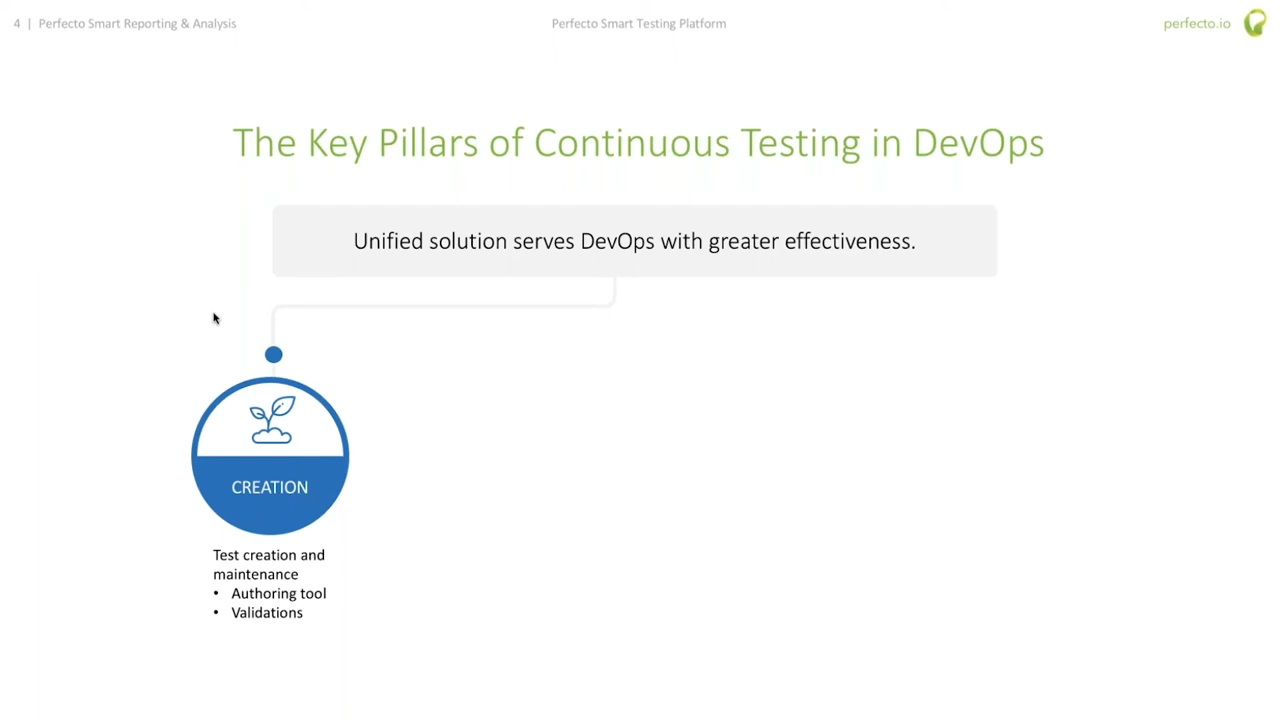 4 | Perfecto Smart Reporting & Analysis
Perfecto Smart Testing Platform
perfecto.io
The Key Pillars of Continuous Testing in DevOps
Unified solution serves DevOps with greater effectiveness.
CREATION
Test creation and
maintenance
• Authoring tool
• Validations